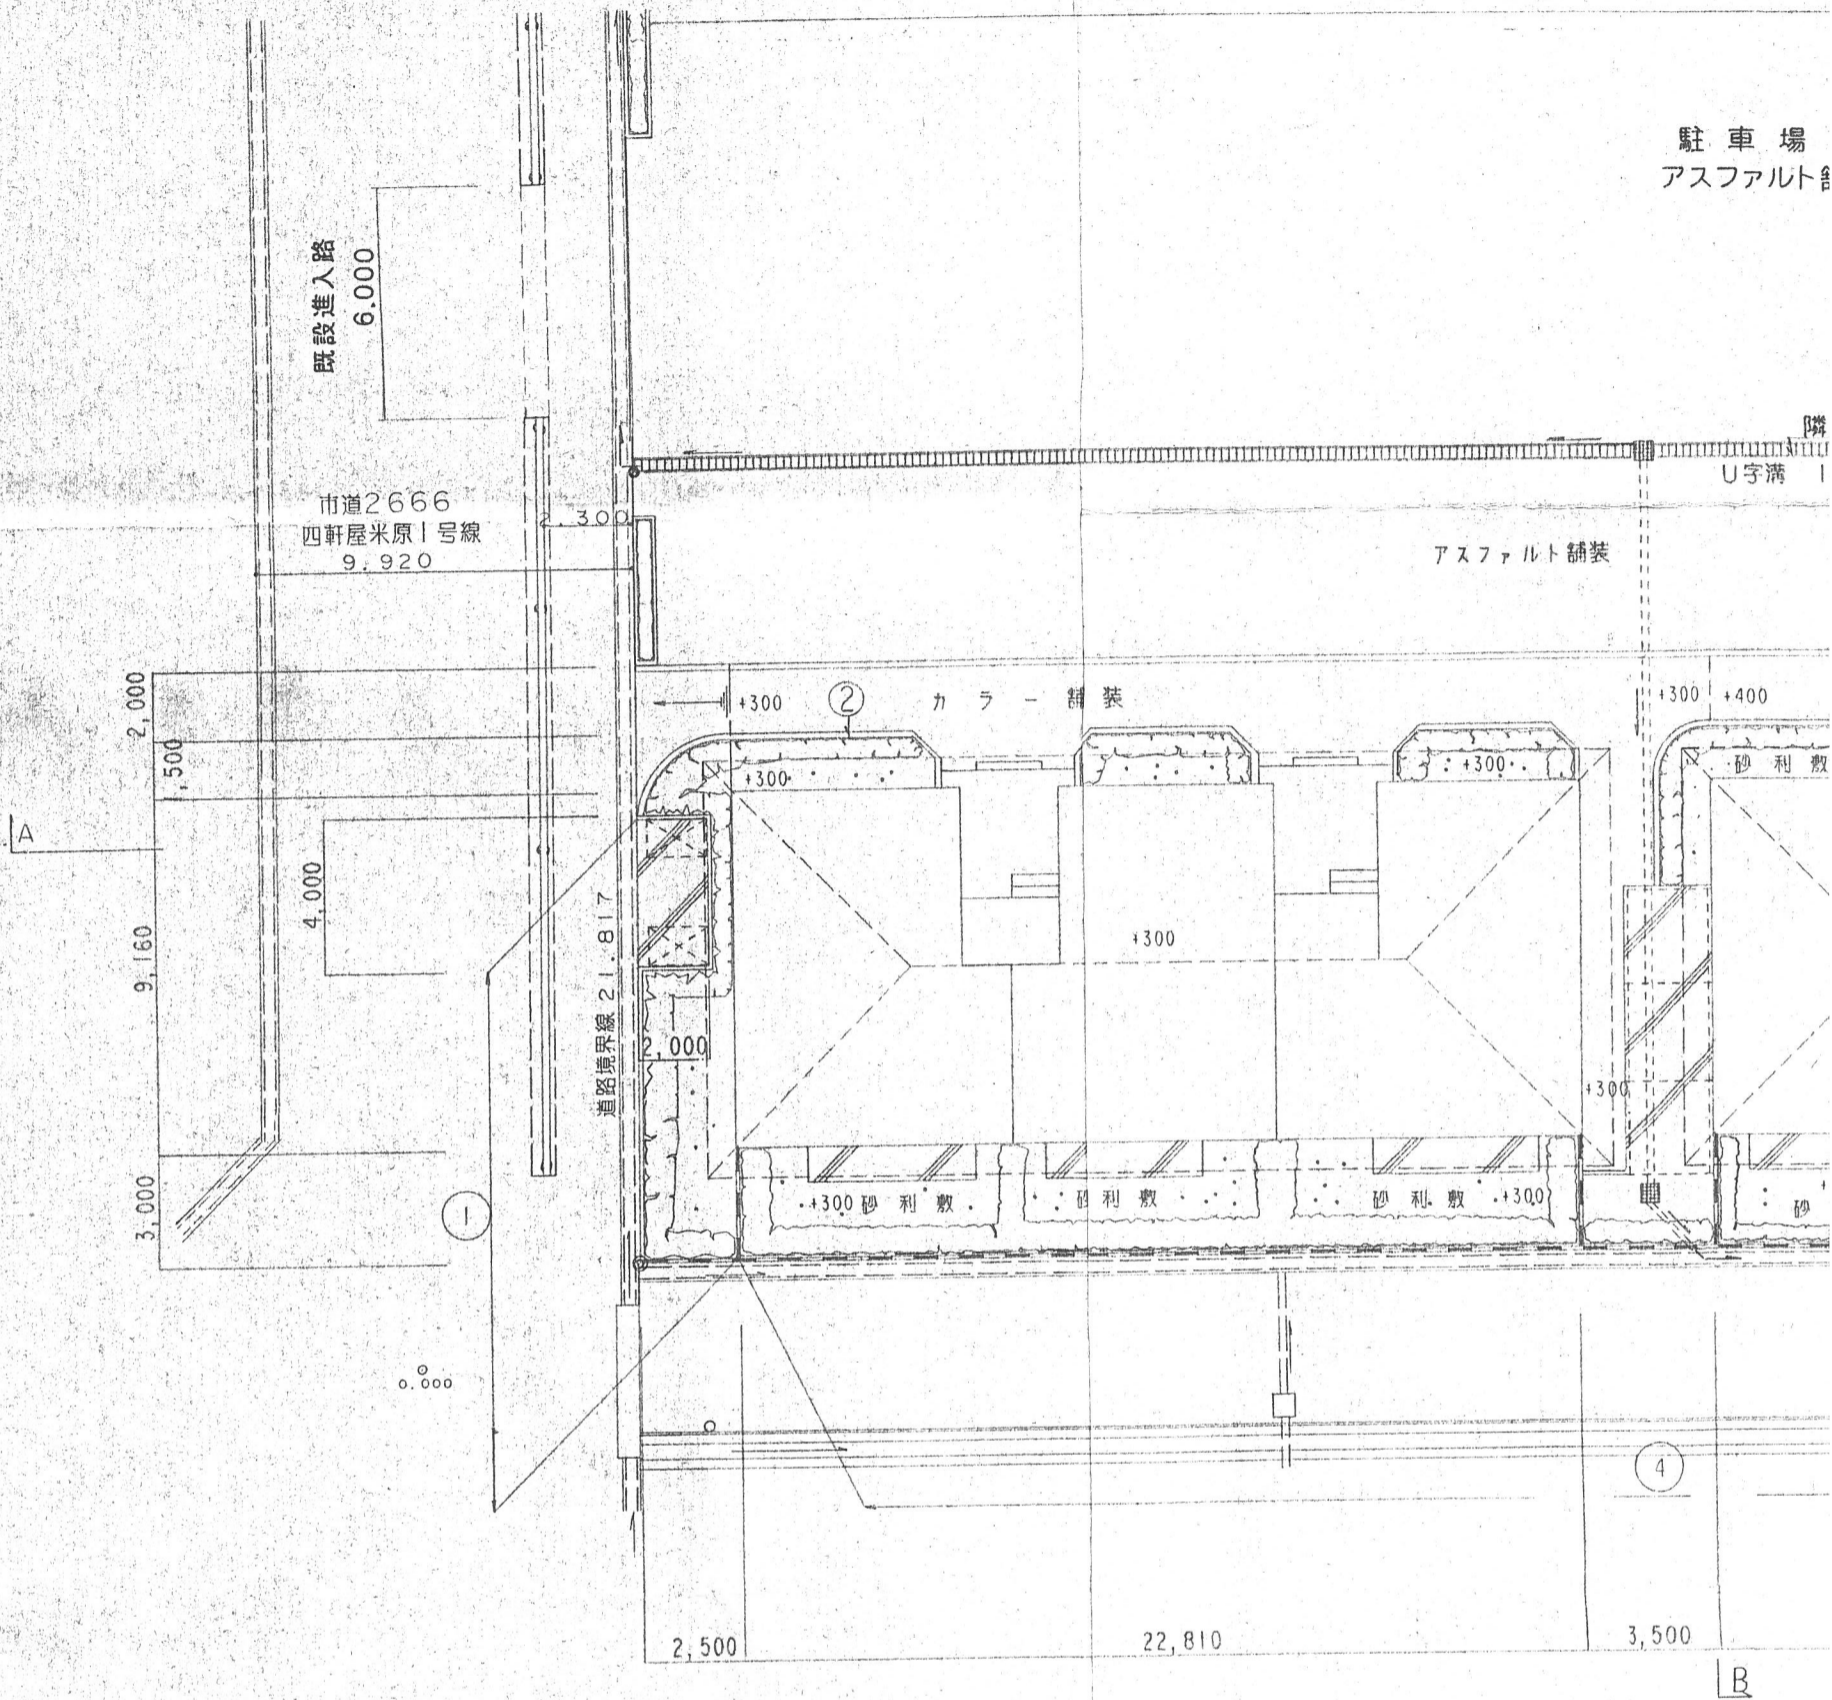 駐車場
アスファルト
既設進入路
6.000
隣
U字溝
市道2666
四軒屋米原1号線
9.920
2.300
アスファルト舗装
2,000
1,500
+300
②
カラー舗装
+300
+400
+300
+300
砂利敷
A
4,000
9,160
道路境界線 21.817
+300
2,000
+300
3,000
①
+300 砂利敷
砂利敷
砂利敷 +300
砂
0.000
④
2,500
22,810
3,500
B